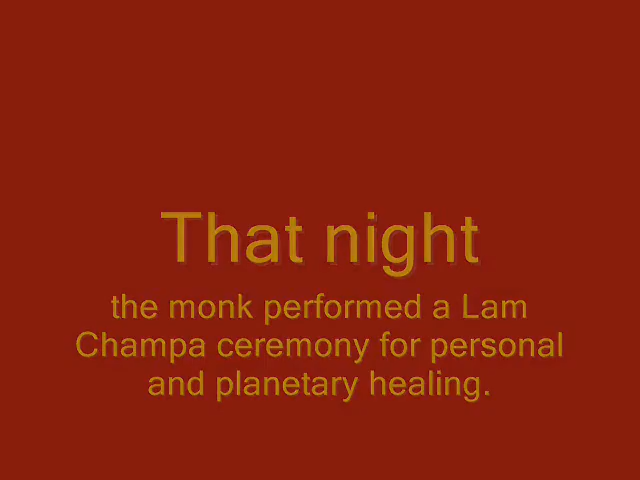 That night
the monk performed a Lam
Champa ceremony for personal
and planetary healing.